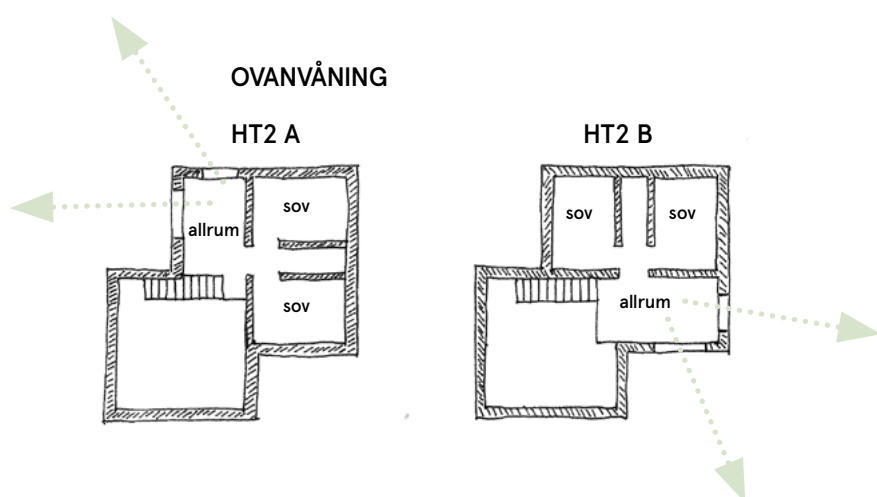 OVANVÅNING
HT2 A
HT2 B
sov
allrum
sov
sov
sov
allrum